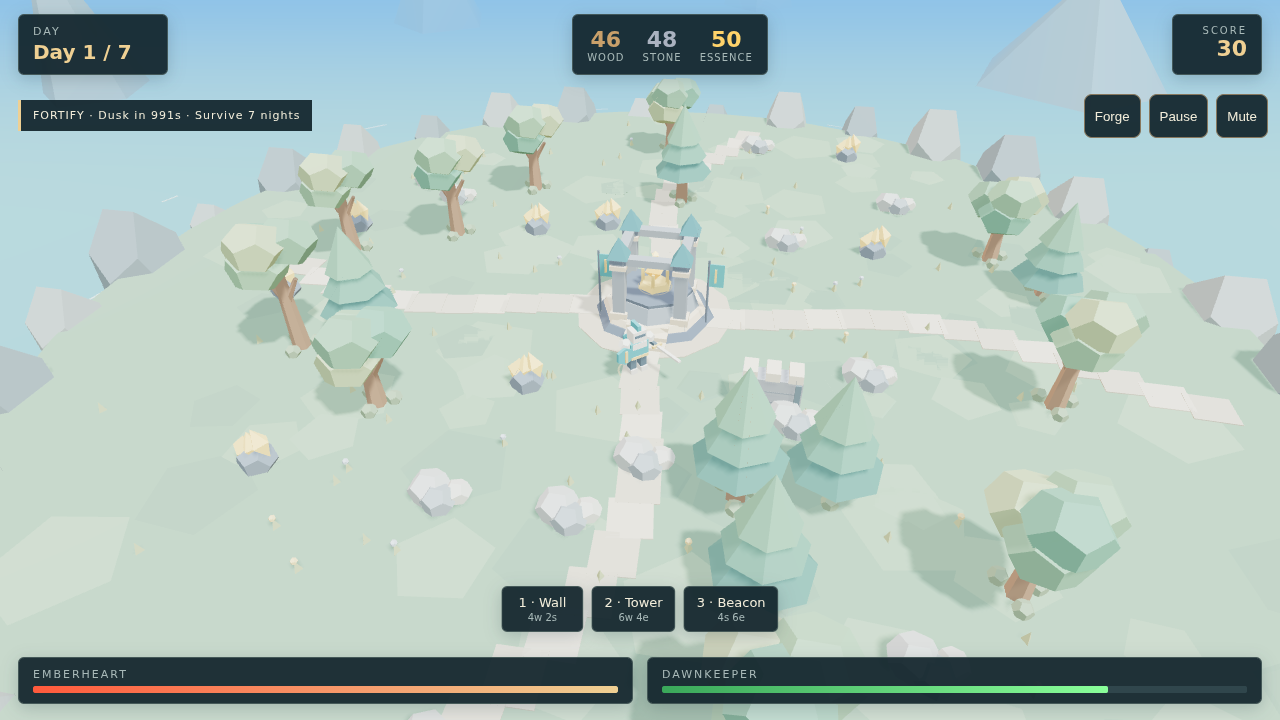 DAY
Day 1 / 7
46 48 50
WOOD STONE ESSENCE
SCORE
30
FORTIFY · Dusk in 991s · Survive 7 nights
Forge Pause Mute
1 · Wall 2 · Tower 3 · Beacon
4w 2s 6w 4e 4s 6e
EMBERHEART DAWNKEEPER